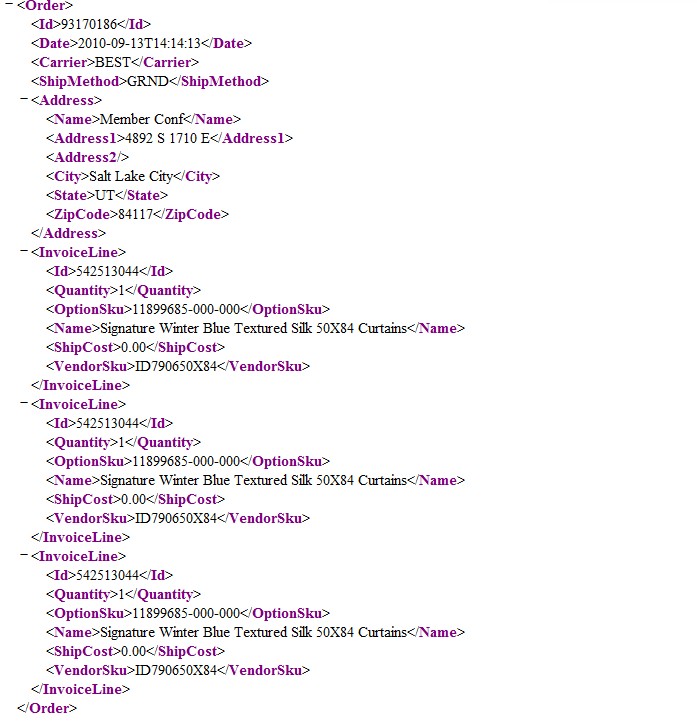 − <Order>
<Id>93170186</Id>
<Date>2010-09-13T14:14:13</Date>
<Carrier>BEST</Carrier>
<ShipMethod>GRND</ShipMethod>
− <Address>
<Name>Member Conf</Name>
<Address1>4892 S 1710 E</Address1>
<Address2/>
<City>Salt Lake City</City>
<State>UT</State>
<ZipCode>84117</ZipCode>
</Address>
− <InvoiceLine>
<Id>542513044</Id>
<Quantity>1</Quantity>
<OptionSku>11899685-000-000</OptionSku>
<Name>Signature Winter Blue Textured Silk 50X84 Curtains</Name>
<ShipCost>0.00</ShipCost>
<VendorSku>ID790650X84</VendorSku>
</InvoiceLine>
− <InvoiceLine>
<Id>542513044</Id>
<Quantity>1</Quantity>
<OptionSku>11899685-000-000</OptionSku>
<Name>Signature Winter Blue Textured Silk 50X84 Curtains</Name>
<ShipCost>0.00</ShipCost>
<VendorSku>ID790650X84</VendorSku>
</InvoiceLine>
− <InvoiceLine>
<Id>542513044</Id>
<Quantity>1</Quantity>
<OptionSku>11899685-000-000</OptionSku>
<Name>Signature Winter Blue Textured Silk 50X84 Curtains</Name>
<ShipCost>0.00</ShipCost>
<VendorSku>ID790650X84</VendorSku>
</InvoiceLine>
</Order>